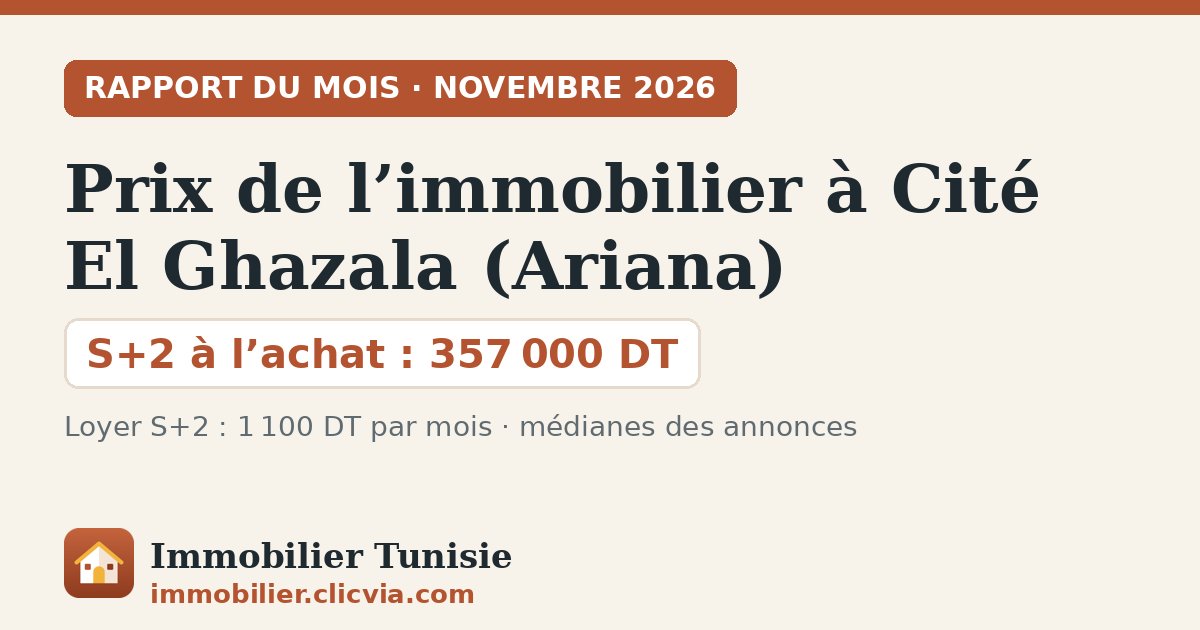 RAPPORT DU MOIS · NOVEMBRE 2026
Prix de l’immobilier à Cité
El Ghazala (Ariana)
S+2 à l’achat : 357 000 DT
Loyer S+2 : 1 100 DT par mois · médianes des annonces
Immobilier Tunisie
immobilier.clicvia.com